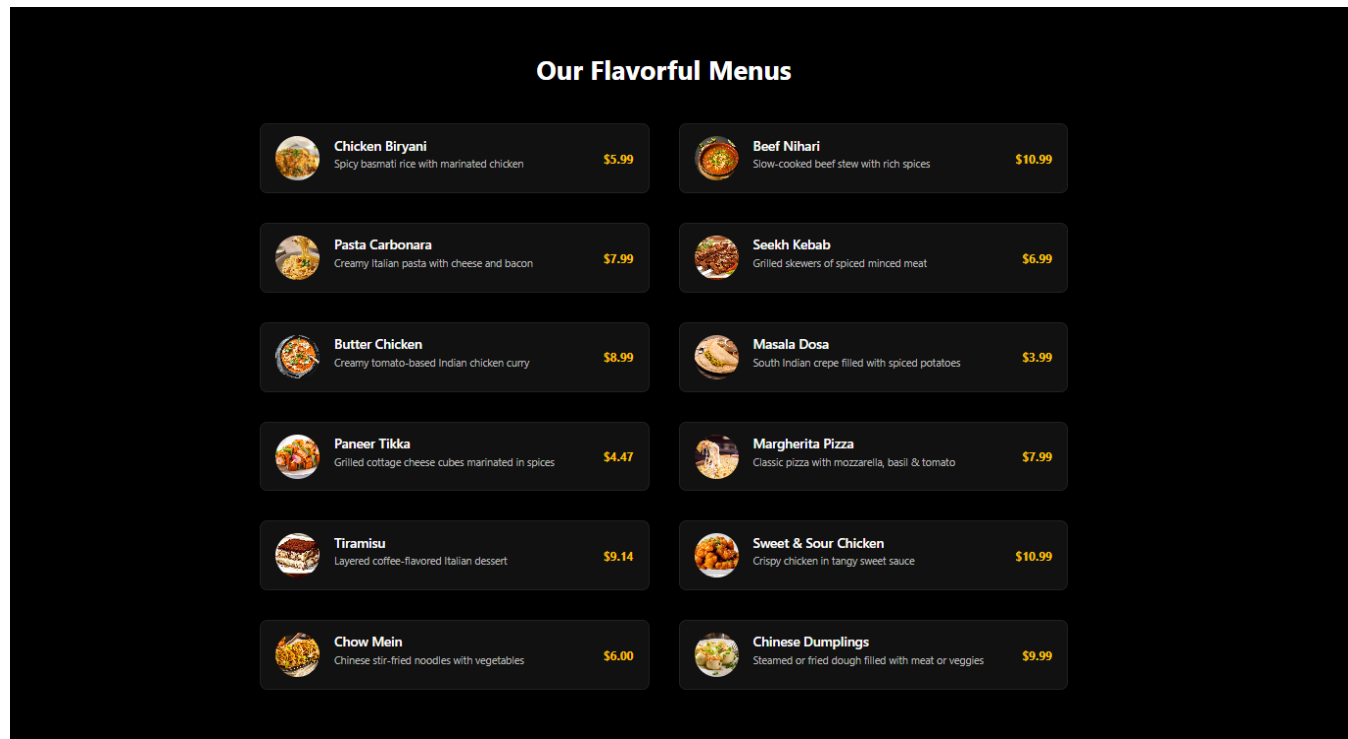 Our Flavorful Menus
Chicken Biryani
Spicy basmati rice with marinated chicken
$5.99
Beef Nihari
Slow-cooked beef stew with rich spices
$10.99
Pasta Carbonara
Creamy Italian pasta with cheese and bacon
$7.99
Seekh Kebab
Grilled skewers of spiced minced meat
$6.99
Butter Chicken
Creamy tomato-based Indian chicken curry
$8.99
Masala Dosa
South Indian crepe filled with spiced potatoes
$3.99
Paneer Tikka
Grilled cottage cheese cubes marinated in spices
$4.47
Margherita Pizza
Classic pizza with mozzarella, basil & tomato
$7.99
Tiramisu
Layered coffee-flavored Italian dessert
$9.14
Sweet & Sour Chicken
Crispy chicken in tangy sweet sauce
$10.99
Chow Mein
Chinese stir-fried noodles with vegetables
$6.00
Chinese Dumplings
Steamed or fried dough filled with meat or veggies
$9.99